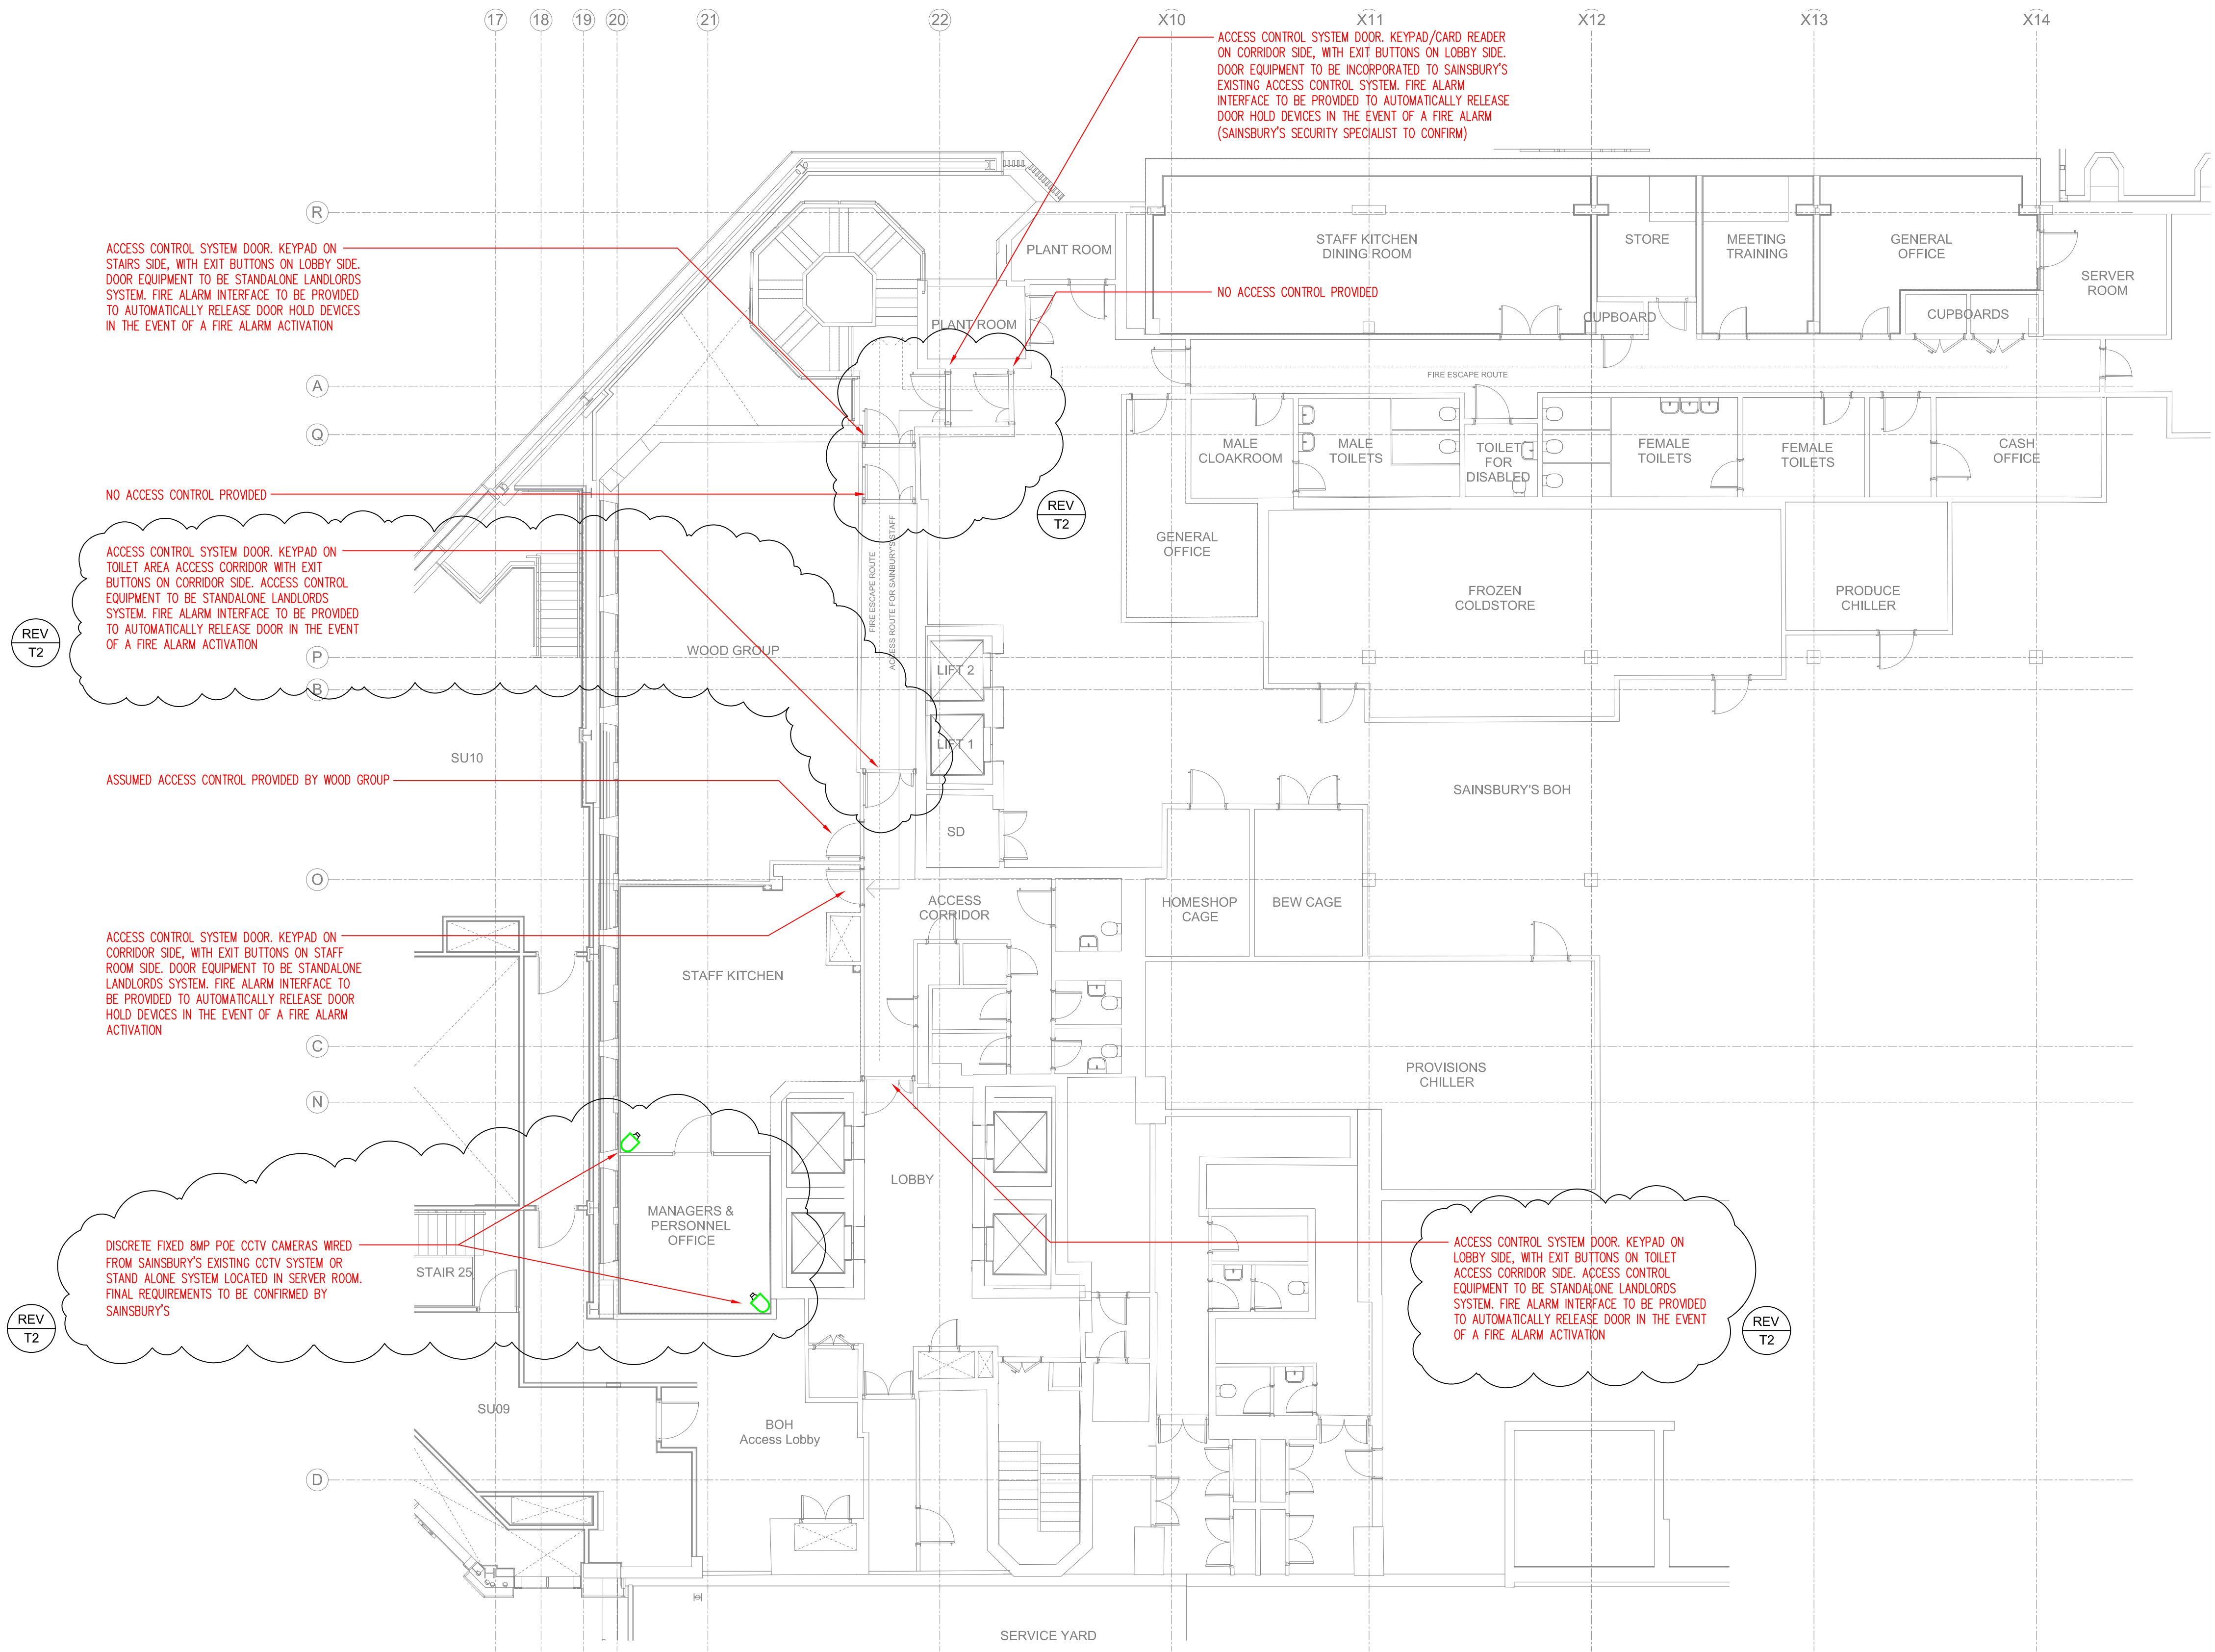 17
18
19
20
21
22
X10
X11
X12
X13
X14
ACCESS CONTROL SYSTEM DOOR. KEYPAD/CARD READER
ON CORRIDOR SIDE, WITH EXIT BUTTONS ON LOBBY SIDE.
DOOR EQUIPMENT TO BE INCORPORATED TO SAINSBURY'S
EXISTING ACCESS CONTROL SYSTEM. FIRE ALARM
INTERFACE TO BE PROVIDED TO AUTOMATICALLY RELEASE
DOOR HOLD DEVICES IN THE EVENT OF A FIRE ALARM
(SAINSBURY'S SECURITY SPECIALIST TO CONFIRM)
R
ACCESS CONTROL SYSTEM DOOR. KEYPAD ON
STAIRS SIDE, WITH EXIT BUTTONS ON LOBBY SIDE.
DOOR EQUIPMENT TO BE STANDALONE LANDLORDS
SYSTEM. FIRE ALARM INTERFACE TO BE PROVIDED
TO AUTOMATICALLY RELEASE DOOR HOLD DEVICES
IN THE EVENT OF A FIRE ALARM ACTIVATION
PLANT ROOM
STAFF KITCHEN
DINING ROOM
STORE
MEETING
TRAINING
GENERAL
OFFICE
SERVER
ROOM
NO ACCESS CONTROL PROVIDED
PLANT ROOM
CUPBOARD
CUPBOARDS
FIRE ESCAPE ROUTE
A
Q
MALE
CLOAKROOM
MALE
TOILETS
TOILET
FOR
DISABLED
FEMALE
TOILETS
FEMALE
TOILETS
CASH
OFFICE
NO ACCESS CONTROL PROVIDED
REV
T2
GENERAL
OFFICE
FROZEN
COLDSTORE
PRODUCE
CHILLER
ACCESS CONTROL SYSTEM DOOR. KEYPAD ON
TOILET AREA ACCESS CORRIDOR WITH EXIT
BUTTONS ON CORRIDOR SIDE. ACCESS CONTROL
EQUIPMENT TO BE STANDALONE LANDLORDS
SYSTEM. FIRE ALARM INTERFACE TO BE PROVIDED
TO AUTOMATICALLY RELEASE DOOR IN THE EVENT
OF A FIRE ALARM ACTIVATION
REV
T2
FIRE ESCAPE ROUTE
ACCESS ROUTE FOR SAINBURY'S STAFF
P
WOOD GROUP
LIFT 2
B
LIFT 1
SU10
ASSUMED ACCESS CONTROL PROVIDED BY WOOD GROUP
SAINSBURY'S BOH
SD
O
ACCESS
CORRIDOR
HOMESHOP
CAGE
BEW CAGE
ACCESS CONTROL SYSTEM DOOR. KEYPAD ON
CORRIDOR SIDE, WITH EXIT BUTTONS ON STAFF
ROOM SIDE. DOOR EQUIPMENT TO BE STANDALONE
LANDLORDS SYSTEM. FIRE ALARM INTERFACE TO
BE PROVIDED TO AUTOMATICALLY RELEASE DOOR
HOLD DEVICES IN THE EVENT OF A FIRE ALARM
ACTIVATION
STAFF KITCHEN
C
PROVISIONS
CHILLER
N
LOBBY
MANAGERS &
PERSONNEL
OFFICE
DISCRETE FIXED 8MP POE CCTV CAMERAS WIRED
FROM SAINSBURY'S EXISTING CCTV SYSTEM OR
STAND ALONE SYSTEM LOCATED IN SERVER ROOM.
FINAL REQUIREMENTS TO BE CONFIRMED BY
SAINSBURY'S
REV
T2
STAIR 25
ACCESS CONTROL SYSTEM DOOR. KEYPAD ON
LOBBY SIDE, WITH EXIT BUTTONS ON TOILET
ACCESS CORRIDOR SIDE. ACCESS CONTROL
EQUIPMENT TO BE STANDALONE LANDLORDS
SYSTEM. FIRE ALARM INTERFACE TO BE PROVIDED
TO AUTOMATICALLY RELEASE DOOR IN THE EVENT
OF A FIRE ALARM ACTIVATION
REV
T2
SU09
BOH
Access Lobby
D
SERVICE YARD